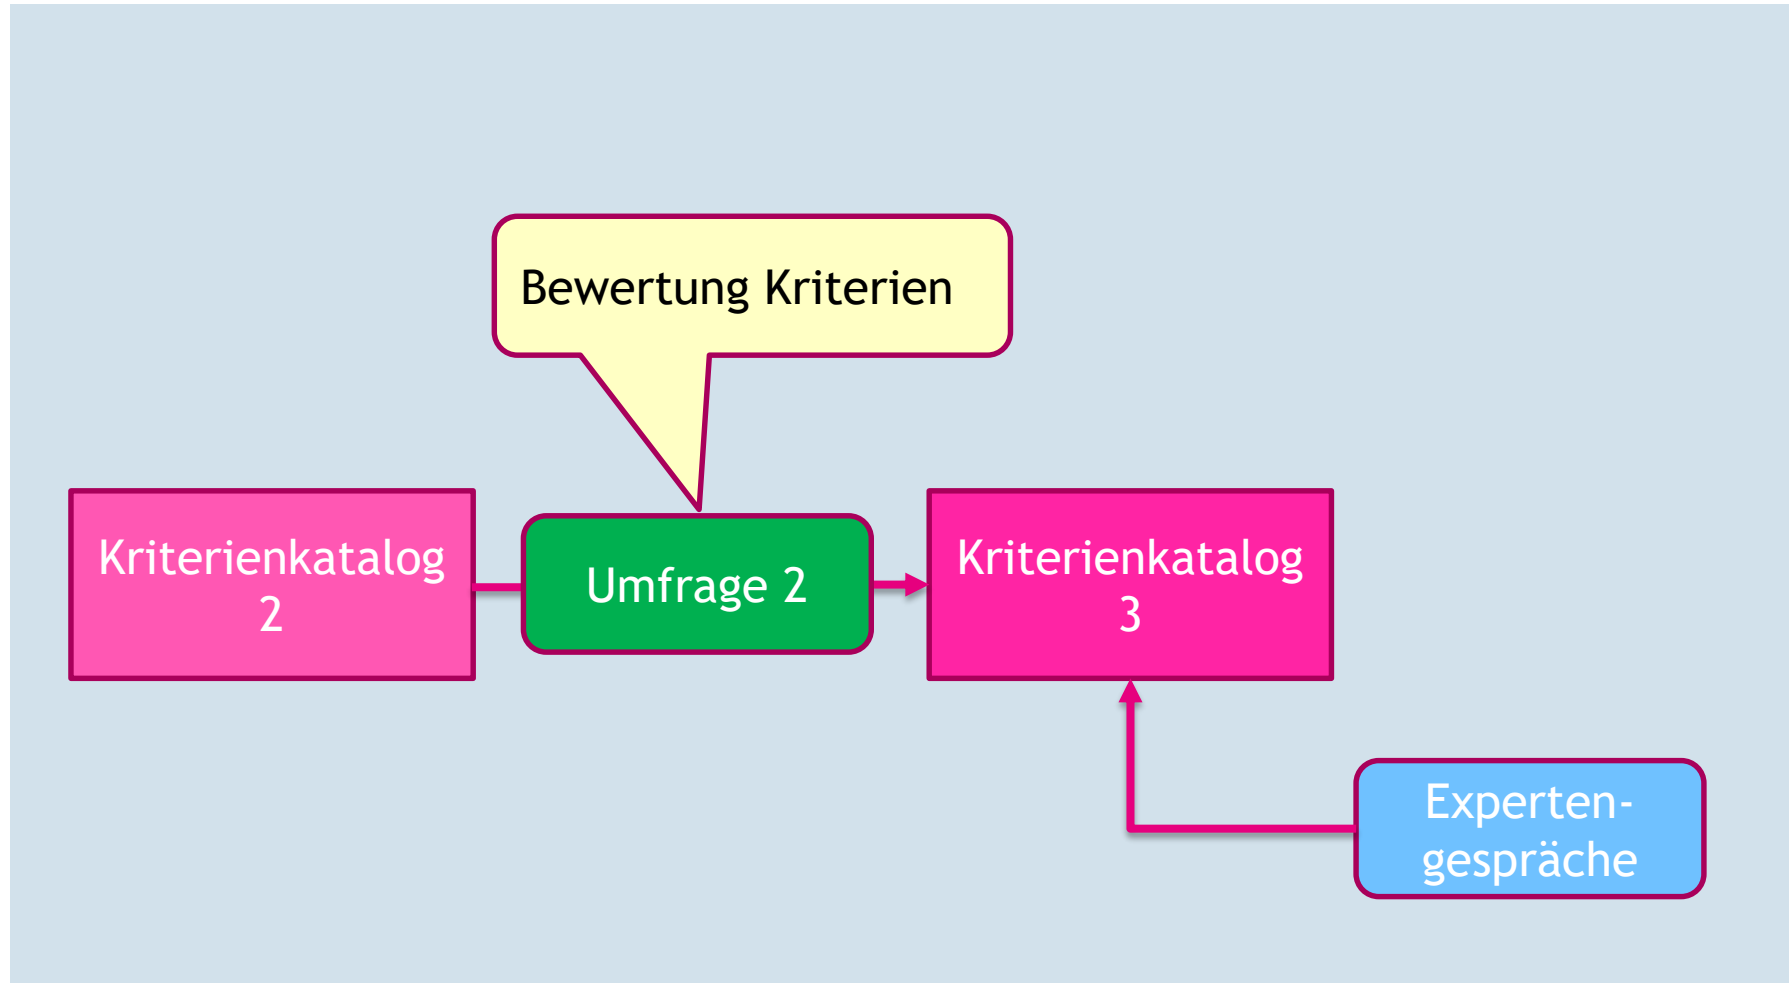 Bewertung Kriterien
Kriterienkatalog
2
Umfrage 2
Kriterienkatalog
3
Experten-
gespräche